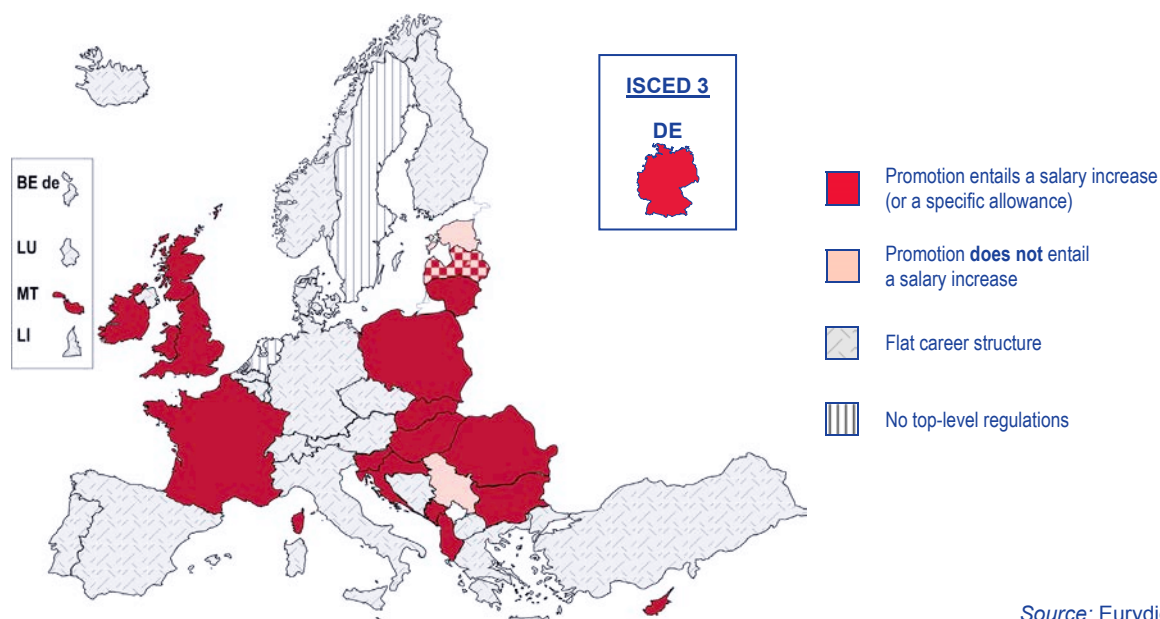 ISCED 3
DE
BE de
LU
MT
LI
Promotion entails a salary increase
(or a specific allowance)
Promotion does not entail
a salary increase
Flat career structure
No top-level regulations
Source: Eurydi